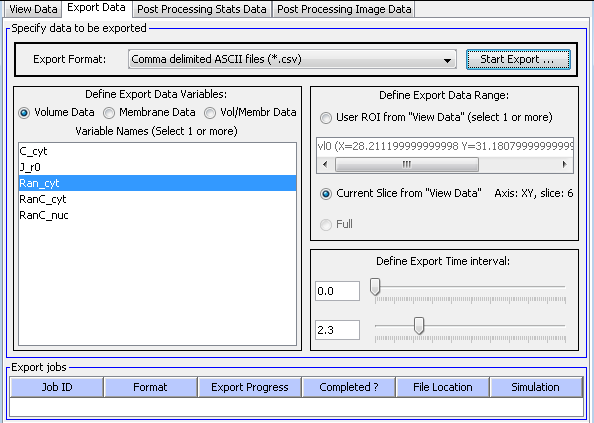 View Data Export Data Post Processing Stats Data Post Processing Image Data
Specify data to be exported
Export Format: Comma delimited ASCII files (*.csv) Start Export ...
Define Export Data Variables:
Volume Data Membrane Data Vol/Membr Data
Variable Names (Select 1 or more)
C_cyt
J_r0
Ran_cyt
RanC_cyt
RanC_nuc
Define Export Data Range:
User ROI from "View Data" (select 1 or more)
vl0 (X=28.211199999999998 Y=31.18079999999999
Current Slice from "View Data" Axis: XY, slice: 6
Full
Define Export Time interval:
0.0
2.3
Export jobs
Job ID Format Export Progress Completed ? File Location Simulation